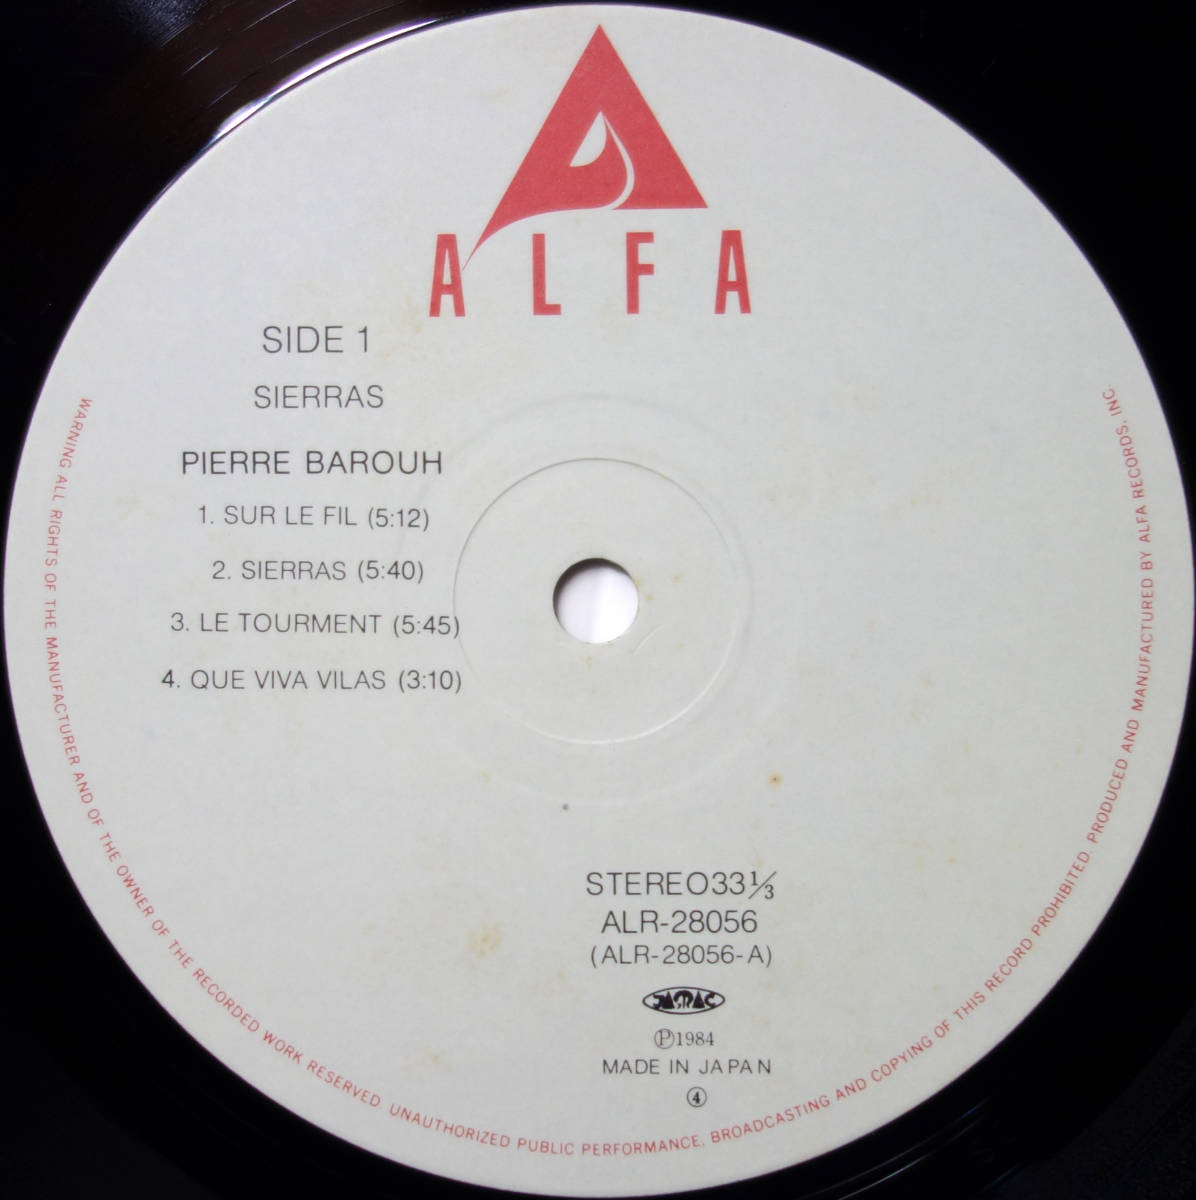 ALFA
SIDE 1
SIERRAS
PIERRE BAROUH
1. SUR LE FIL (5:12)
2. SIERRAS (5:40)
3. LE TOURMENT (5:45)
4. QUE VIVA VILAS (3:10)
STEREO33⅓
ALR-28056
(ALR-28056-A)
JASRAC
Ⓟ1984
MADE IN JAPAN
④
WARNING ALL RIGHTS OF THE MANUFACTURER AND OF THE OWNER OF THE RECORDED WORK RESERVED. UNAUTHORIZED PUBLIC PERFORMANCE, BROADCASTING AND COPYING OF THIS RECORD PROHIBITED. PRODUCED AND MANUFACTURED BY ALFA RECORDS, INC.